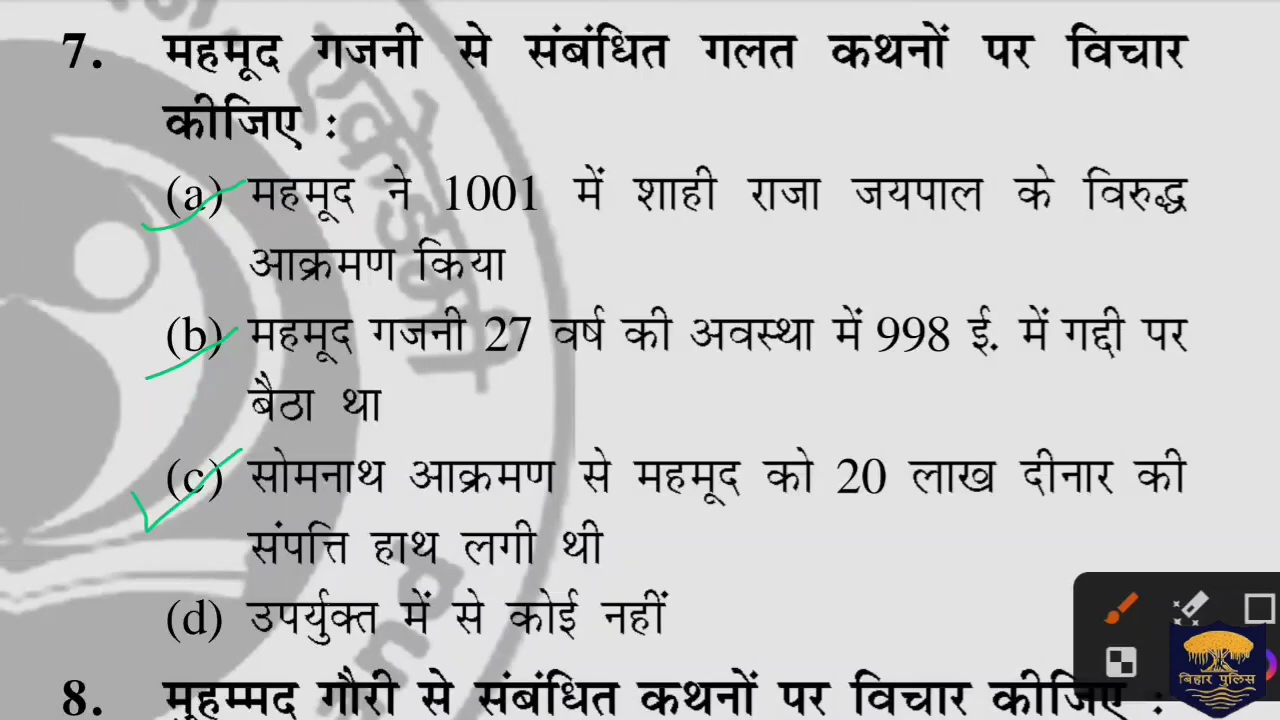 7. महमूद गजनी से संबंधित गलत कथनों पर विचार
कीजिए :
(a) महमूद ने 1001 में शाही राजा जयपाल के विरुद्ध
आक्रमण किया
(b) महमूद गजनी 27 वर्ष की अवस्था में 998 ई. में गद्दी पर
बैठा था
(c) सोमनाथ आक्रमण से महमूद को 20 लाख दीनार की
संपत्ति हाथ लगी थी
(d) उपर्युक्त में से कोई नहीं
8. मुहम्मद गौरी से संबंधित कथनों पर विचार कीजिए :
बिहार पुलिस